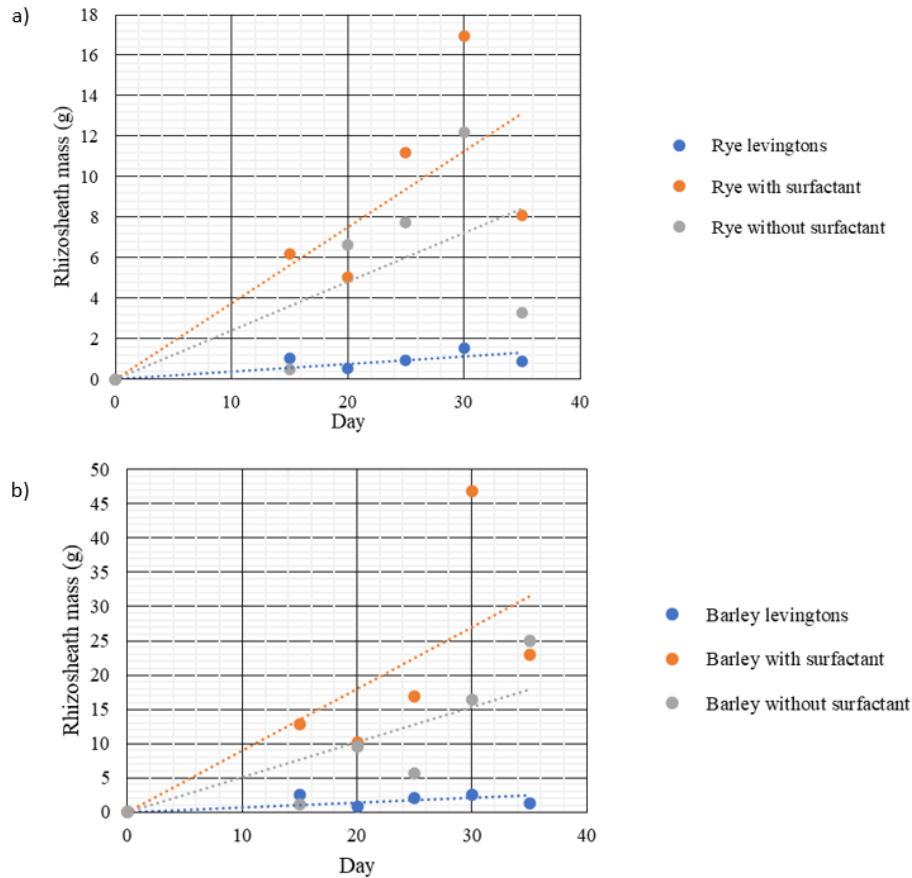 a)
18
16
14
12
10
8
6
4
2
0
Rhizosheath mass (g)
0 10 20 30 40
Day
Rye levingtons
Rye with surfactant
Rye without surfactant
b)
50
45
40
35
30
25
20
15
10
5
0
Rhizosheath mass (g)
0 10 20 30 40
Day
Barley levingtons
Barley with surfactant
Barley without surfactant